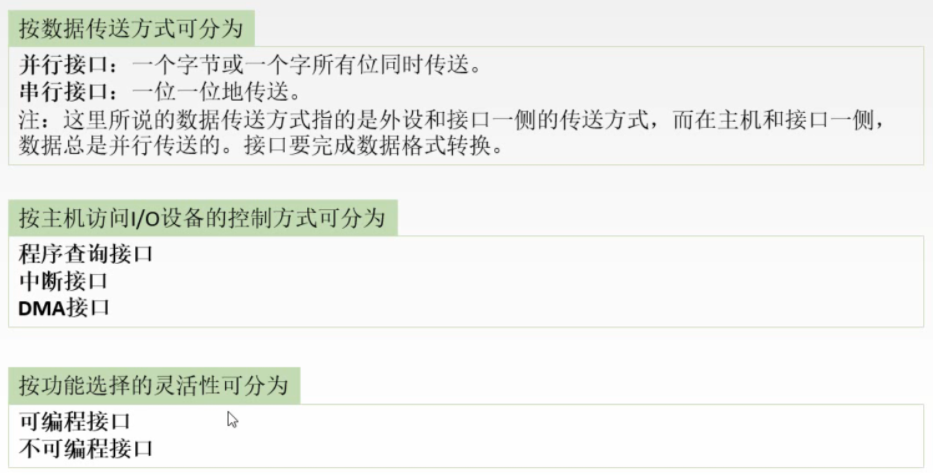 按数据传送方式可分为
并行接口：一个字节或一个字所有位同时传送。
串行接口：一位一位地传送。
注：这里所说的数据传送方式指的是外设和接口一侧的传送方式，而在主机和接口一侧，
数据总是并行传送的。接口要完成数据格式转换。
按主机访问I/O设备的控制方式可分为
程序查询接口
中断接口
DMA接口
按功能选择的灵活性可分为
可编程接口
不可编程接口